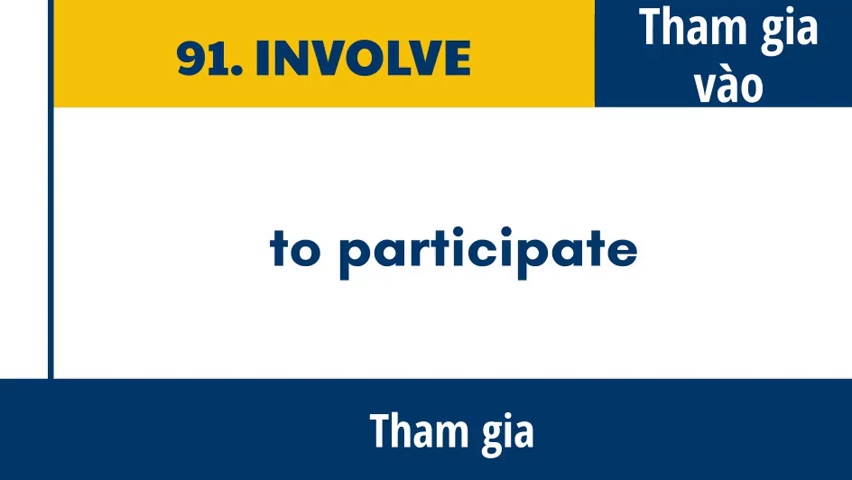 91. INVOLVE
Tham gia
vào
to participate
Tham gia